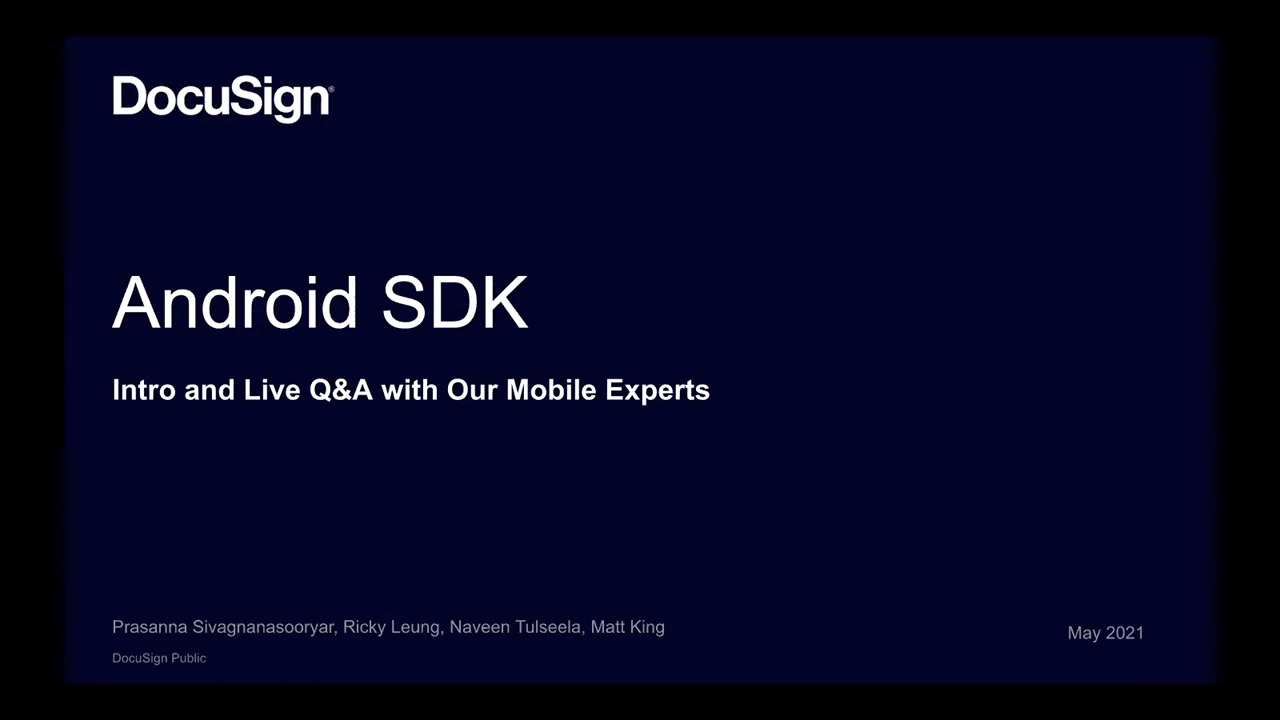 DocuSign®
Android SDK
Intro and Live Q&A with Our Mobile Experts
Prasanna Sivagnanasooryar, Ricky Leung, Naveen Tulseela, Matt King
May 2021
DocuSign Public